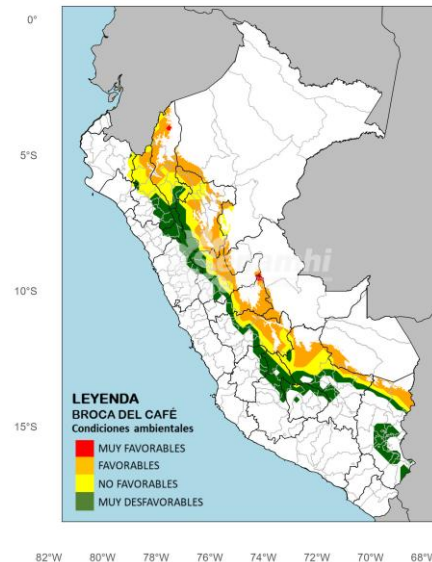 0°
5°S
10°S
15°S
senamhi
LEYENDA
BROCA DEL CAFÉ
Condiciones ambientales
MUY FAVORABLES
FAVORABLES
NO FAVORABLES
MUY DESFAVORABLES
82°W 80°W 78°W 76°W 74°W 72°W 70°W 68°W